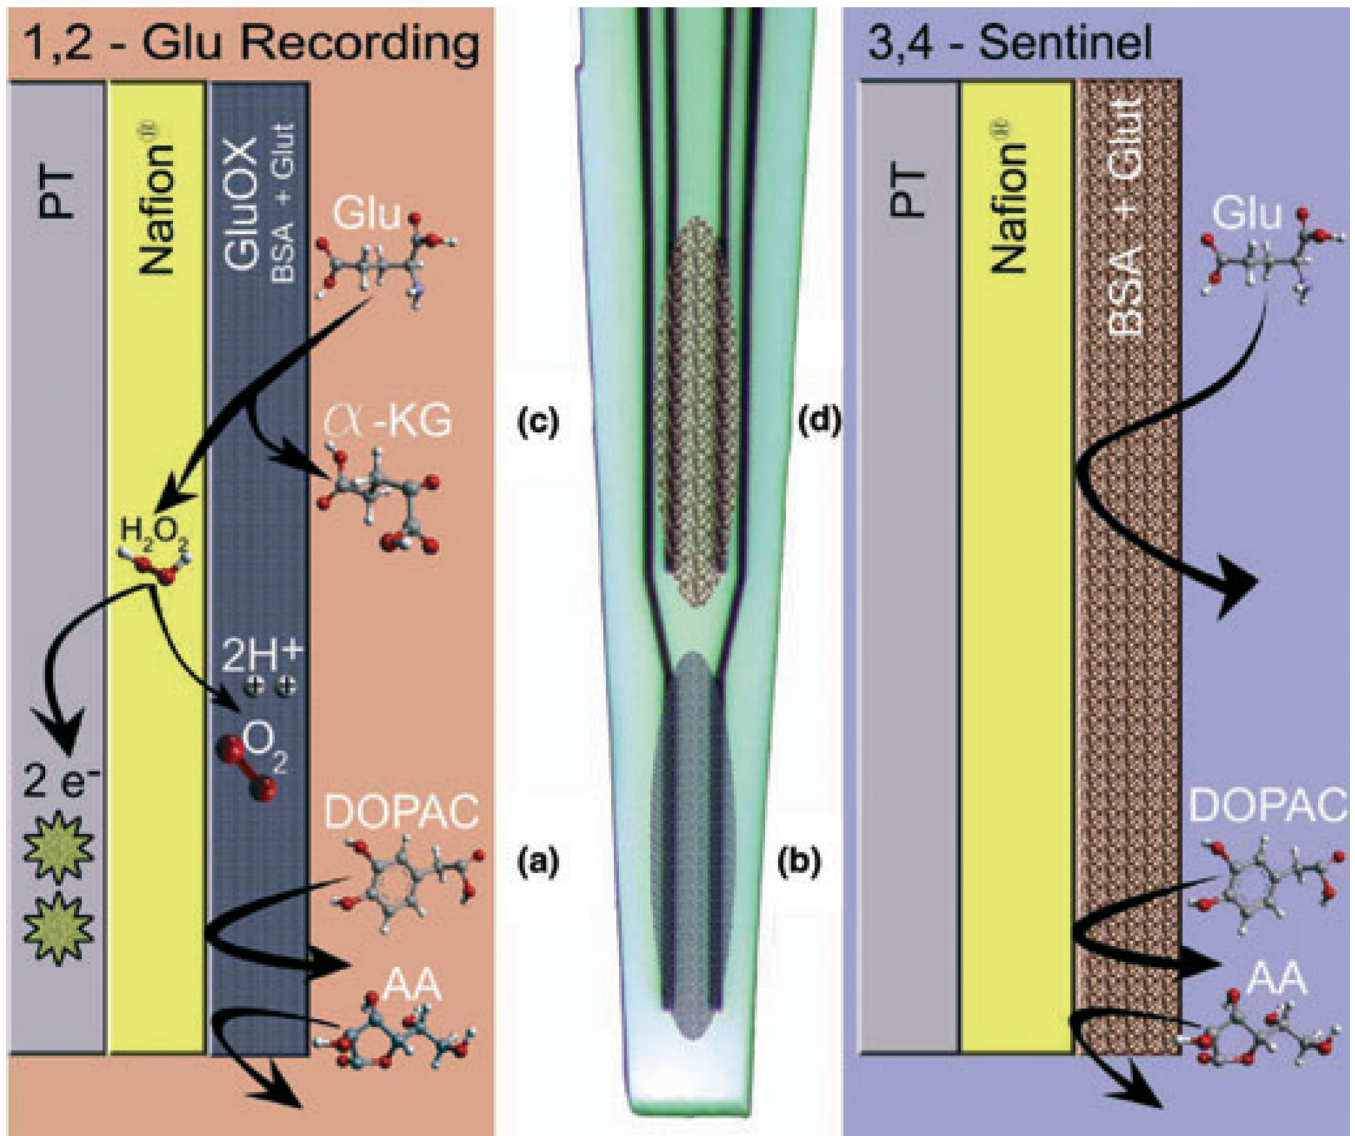 1,2 - Glu Recording
PT
Nafion®
GluOX
BSA + Glut
Glu
α -KG
H₂O₂
2H+
+ +
O₂
2 e⁻
DOPAC
AA
(c)
(d)
(a)
(b)
3,4 - Sentinel
PT
Nafion®
BSA + Glut
Glu
DOPAC
AA